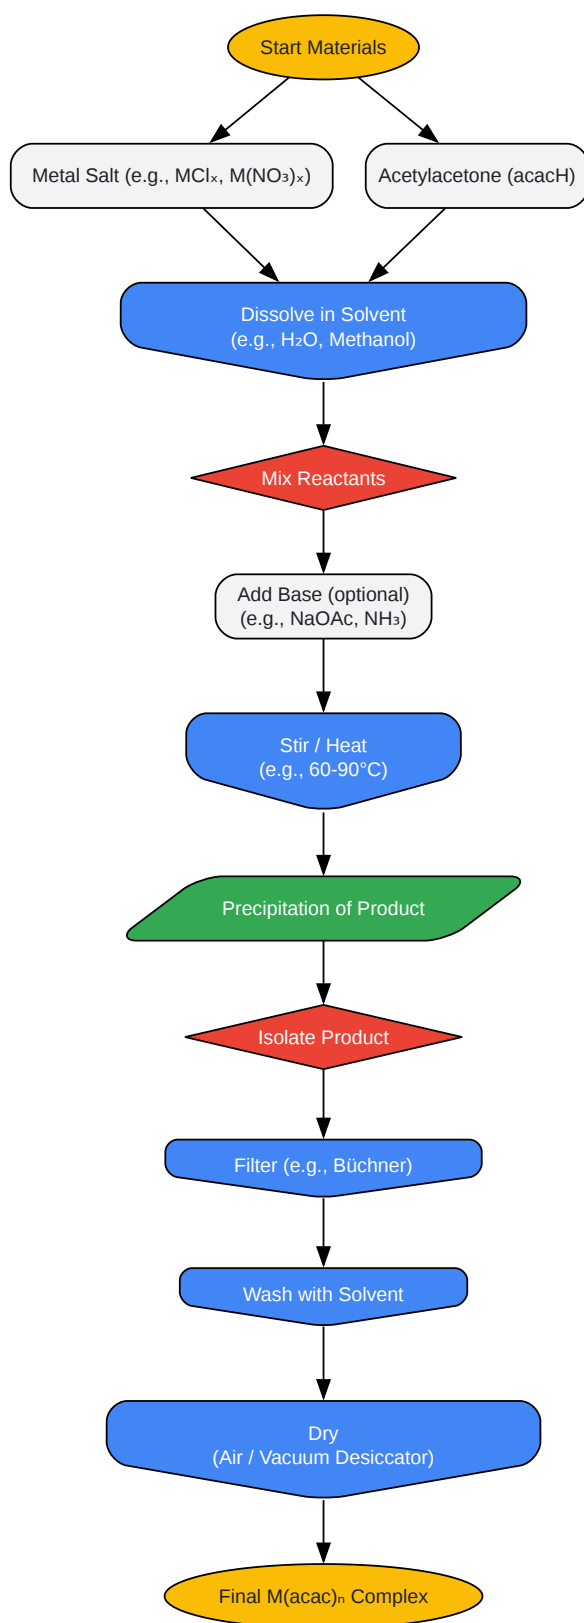 Start Materials
Metal Salt (e.g., MClₓ, M(NO₃)ₓ)
Acetylacetone (acacH)
Dissolve in Solvent
(e.g., H₂O, Methanol)
Mix Reactants
Add Base (optional)
(e.g., NaOAc, NH₃)
Stir / Heat
(e.g., 60-90°C)
Precipitation of Product
Isolate Product
Filter (e.g., Büchner)
Wash with Solvent
Dry
(Air / Vacuum Desiccator)
Final M(acac)ₙ Complex